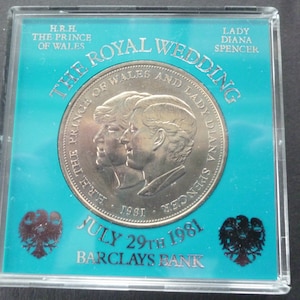 H.R.H.
THE PRINCE
OF WALES
LADY
DIANA
SPENCER
THE ROYAL WEDDING
H.R.H. THE PRINCE OF WALES AND LADY DIANA SPENCER
1981
JULY 29TH 1981
BARCLAYS BANK